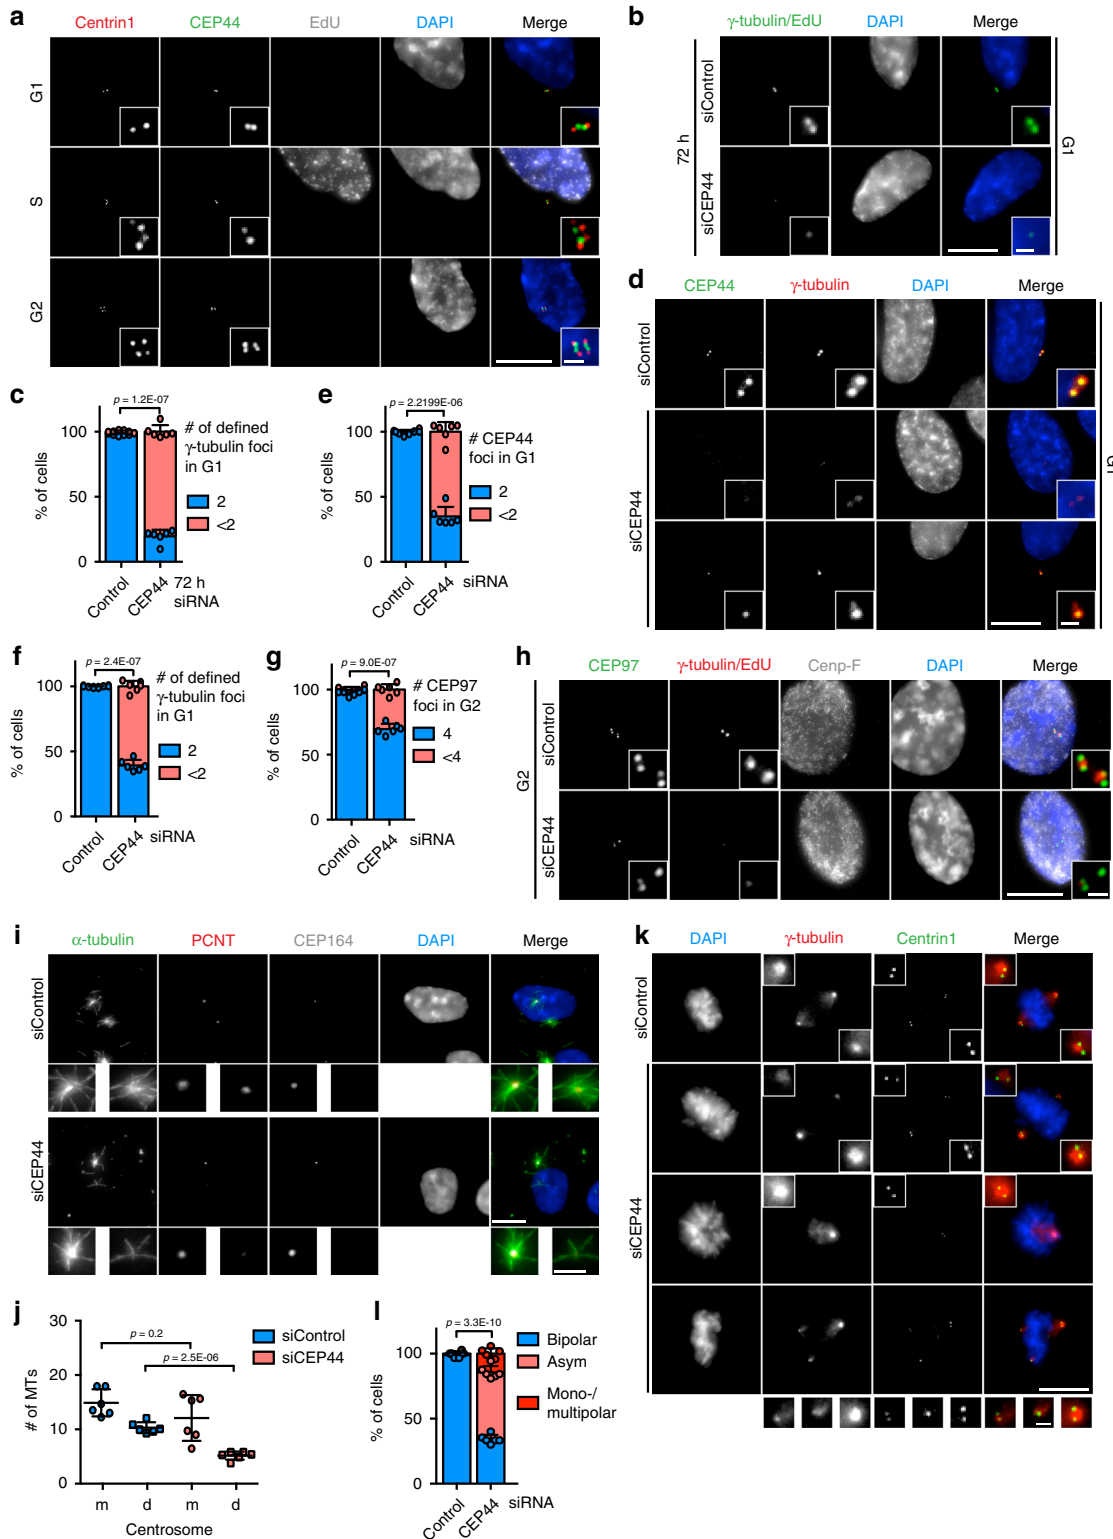 a
Centrin1 CEP44 EdU DAPI Merge
G1
S
G2
b
γ-tubulin/EdU DAPI Merge
72 h
siControl
siCEP44
G1
c
p = 1.2E-07
% of cells
100
50
0
Control
CEP44
72 h
siRNA
# of defined
γ-tubulin foci
in G1
2
<2
e
p = 2.2199E-06
% of cells
100
50
0
Control
CEP44
siRNA
# CEP44
foci in G1
2
<2
d
CEP44 γ-tubulin DAPI Merge
siControl
siCEP44
G1
f
p = 2.4E-07
% of cells
100
50
0
Control
CEP44
# of defined
γ-tubulin foci
in G1
2
<2
g
p = 9.0E-07
% of cells
100
50
0
Control
CEP44
siRNA
# CEP97
foci in G2
4
<4
h
CEP97 γ-tubulin/EdU Cenp-F DAPI Merge
G2
siControl
siCEP44
i
α-tubulin PCNT CEP164 DAPI Merge
siControl
siCEP44
k
DAPI γ-tubulin Centrin1 Merge
siControl
siCEP44
j
# of MTs
30
20
10
0
p = 0.2
p = 2.5E-06
siControl
siCEP44
m d m d
Centrosome
l
p = 3.3E-10
% of cells
100
50
0
Control
CEP44
siRNA
Bipolar
Asym
Mono-/
multipolar